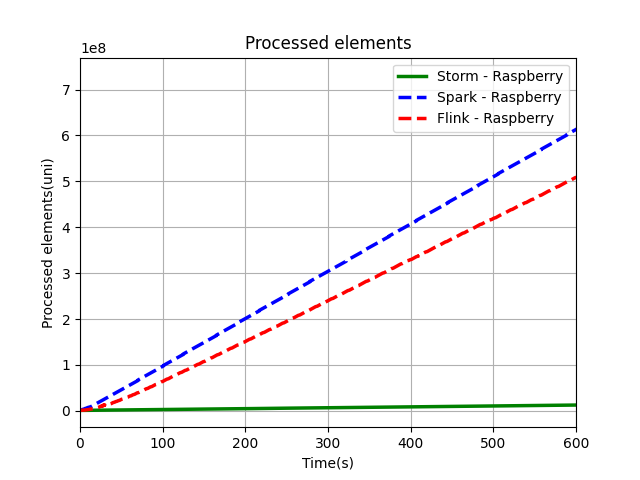 Processed elements
1e8
Storm - Raspberry
Spark - Raspberry
Flink - Raspberry
Processed elements(uni)
7
6
5
4
3
2
1
0
0 100 200 300 400 500 600
Time(s)